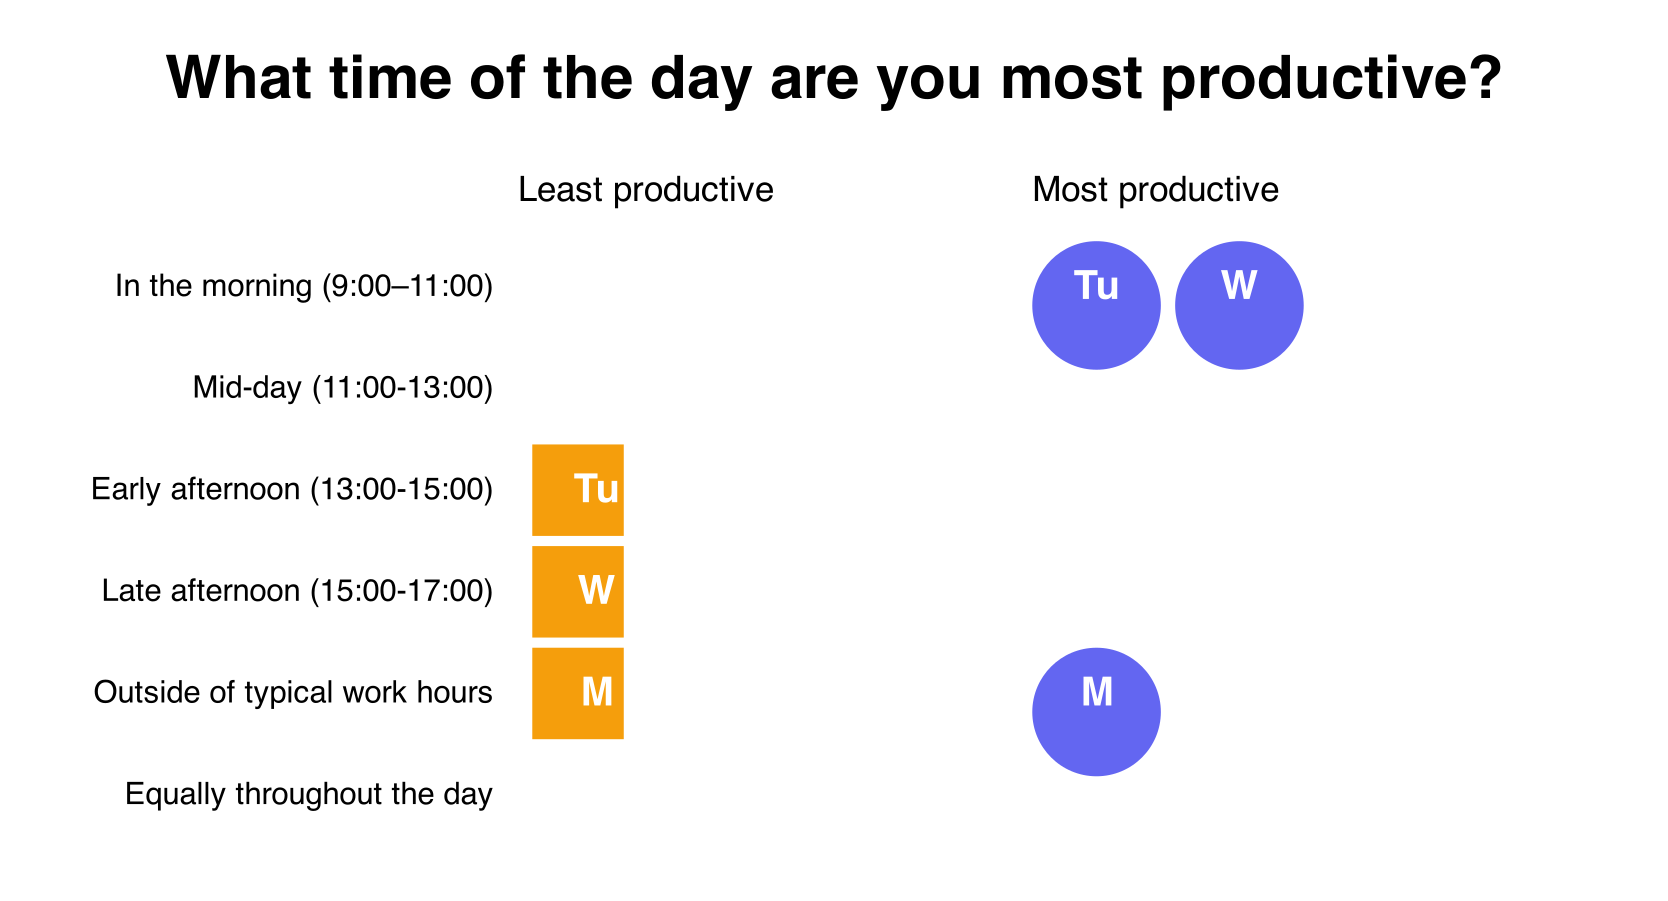 What time of the day are you most productive?
Least productive Most productive
In the morning (9:00–11:00) Tu W
Mid-day (11:00-13:00)
Early afternoon (13:00-15:00) Tu
Late afternoon (15:00-17:00) W
Outside of typical work hours M M
Equally throughout the day